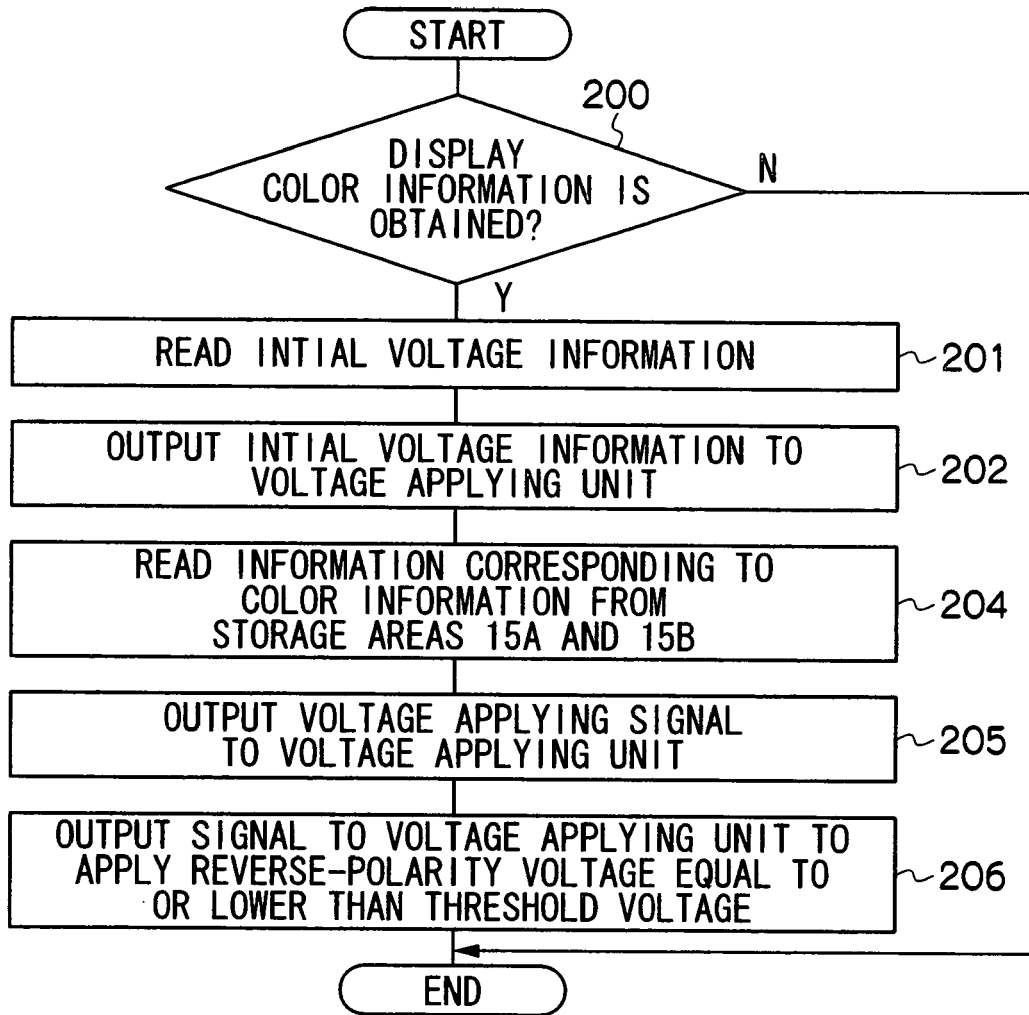 START
200
DISPLAY
COLOR INFORMATION IS
OBTAINED?
N
Y
READ INTIAL VOLTAGE INFORMATION
201
OUTPUT INTIAL VOLTAGE INFORMATION TO
VOLTAGE APPLYING UNIT
202
READ INFORMATION CORRESPONDING TO
COLOR INFORMATION FROM
STORAGE AREAS 15A AND 15B
204
OUTPUT VOLTAGE APPLYING SIGNAL
TO VOLTAGE APPLYING UNIT
205
OUTPUT SIGNAL TO VOLTAGE APPLYING UNIT TO
APPLY REVERSE-POLARITY VOLTAGE EQUAL TO
OR LOWER THAN THRESHOLD VOLTAGE
206
END